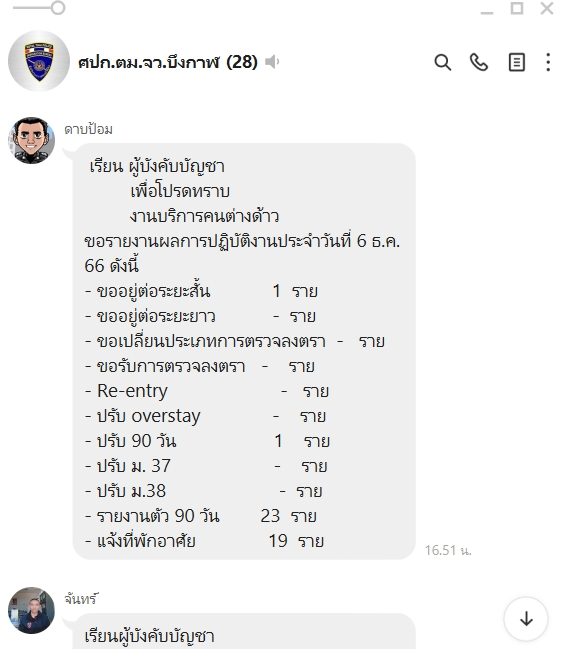 ศปก.ตม.จว.บึงกาฬ (28)
ดาบป้อม
เรียน ผู้บังคับบัญชา
เพื่อโปรดทราบ
งานบริการคนต่างด้าว
ขอรายงานผลการปฏิบัติงานประจำวันที่ 6 ธ.ค.
66 ดังนี้
- ขออยู่ต่อระยะสั้น 1 ราย
- ขออยู่ต่อระยะยาว - ราย
- ขอเปลี่ยนประเภทการตรวจลงตรา - ราย
- ขอรับการตรวจลงตรา - ราย
- Re-entry - ราย
- ปรับ overstay - ราย
- ปรับ 90 วัน 1 ราย
- ปรับ ม. 37 - ราย
- ปรับ ม.38 - ราย
- รายงานตัว 90 วัน 23 ราย
- แจ้งที่พักอาศัย 19 ราย
16.51 น.
จันทร์
เรียนผู้บังคับบัญชา